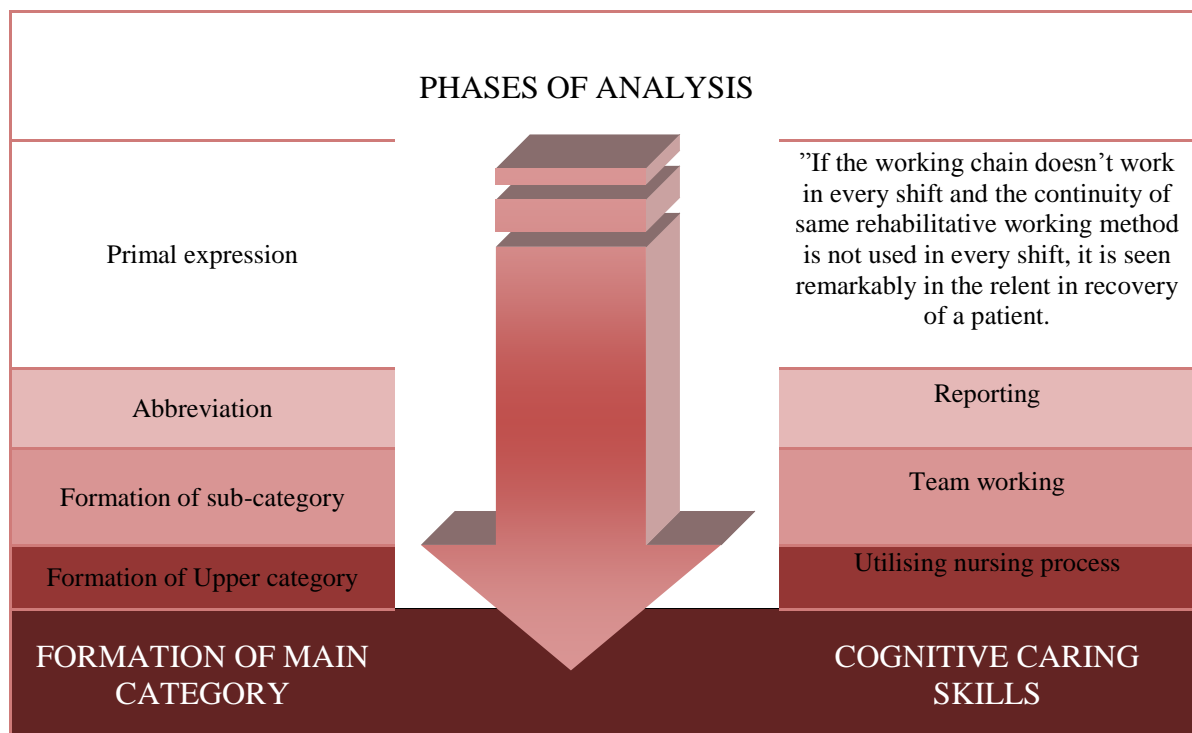 PHASES OF ANALYSIS
Primal expression
”If the working chain doesn’t work
in every shift and the continuity of
same rehabilitative working method
is not used in every shift, it is seen
remarkably in the relent in recovery
of a patient.
Abbreviation
Reporting
Formation of sub-category
Team working
Formation of Upper category
Utilising nursing process
FORMATION OF MAIN
CATEGORY
COGNITIVE CARING
SKILLS